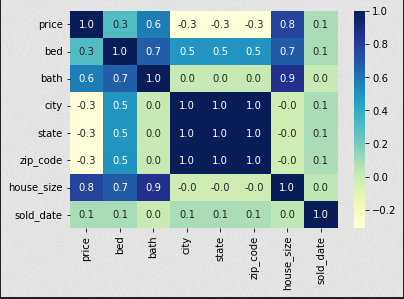 price 1.0 0.3 0.6 -0.3 -0.3 -0.3 0.8 0.1
bed 0.3 1.0 0.7 0.5 0.5 0.5 0.7 0.1
bath 0.6 0.7 1.0 0.0 0.0 0.0 0.9 0.0
city -0.3 0.5 0.0 1.0 1.0 1.0 -0.0 0.1
state -0.3 0.5 0.0 1.0 1.0 1.0 -0.0 0.1
zip_code -0.3 0.5 0.0 1.0 1.0 1.0 -0.0 0.1
house_size 0.8 0.7 0.9 -0.0 -0.0 -0.0 1.0 0.0
sold_date 0.1 0.1 0.0 0.1 0.1 0.1 0.0 1.0
price bed bath city state zip_code house_size sold_date
1.0
0.8
0.6
0.4
0.2
0.0
−0.2